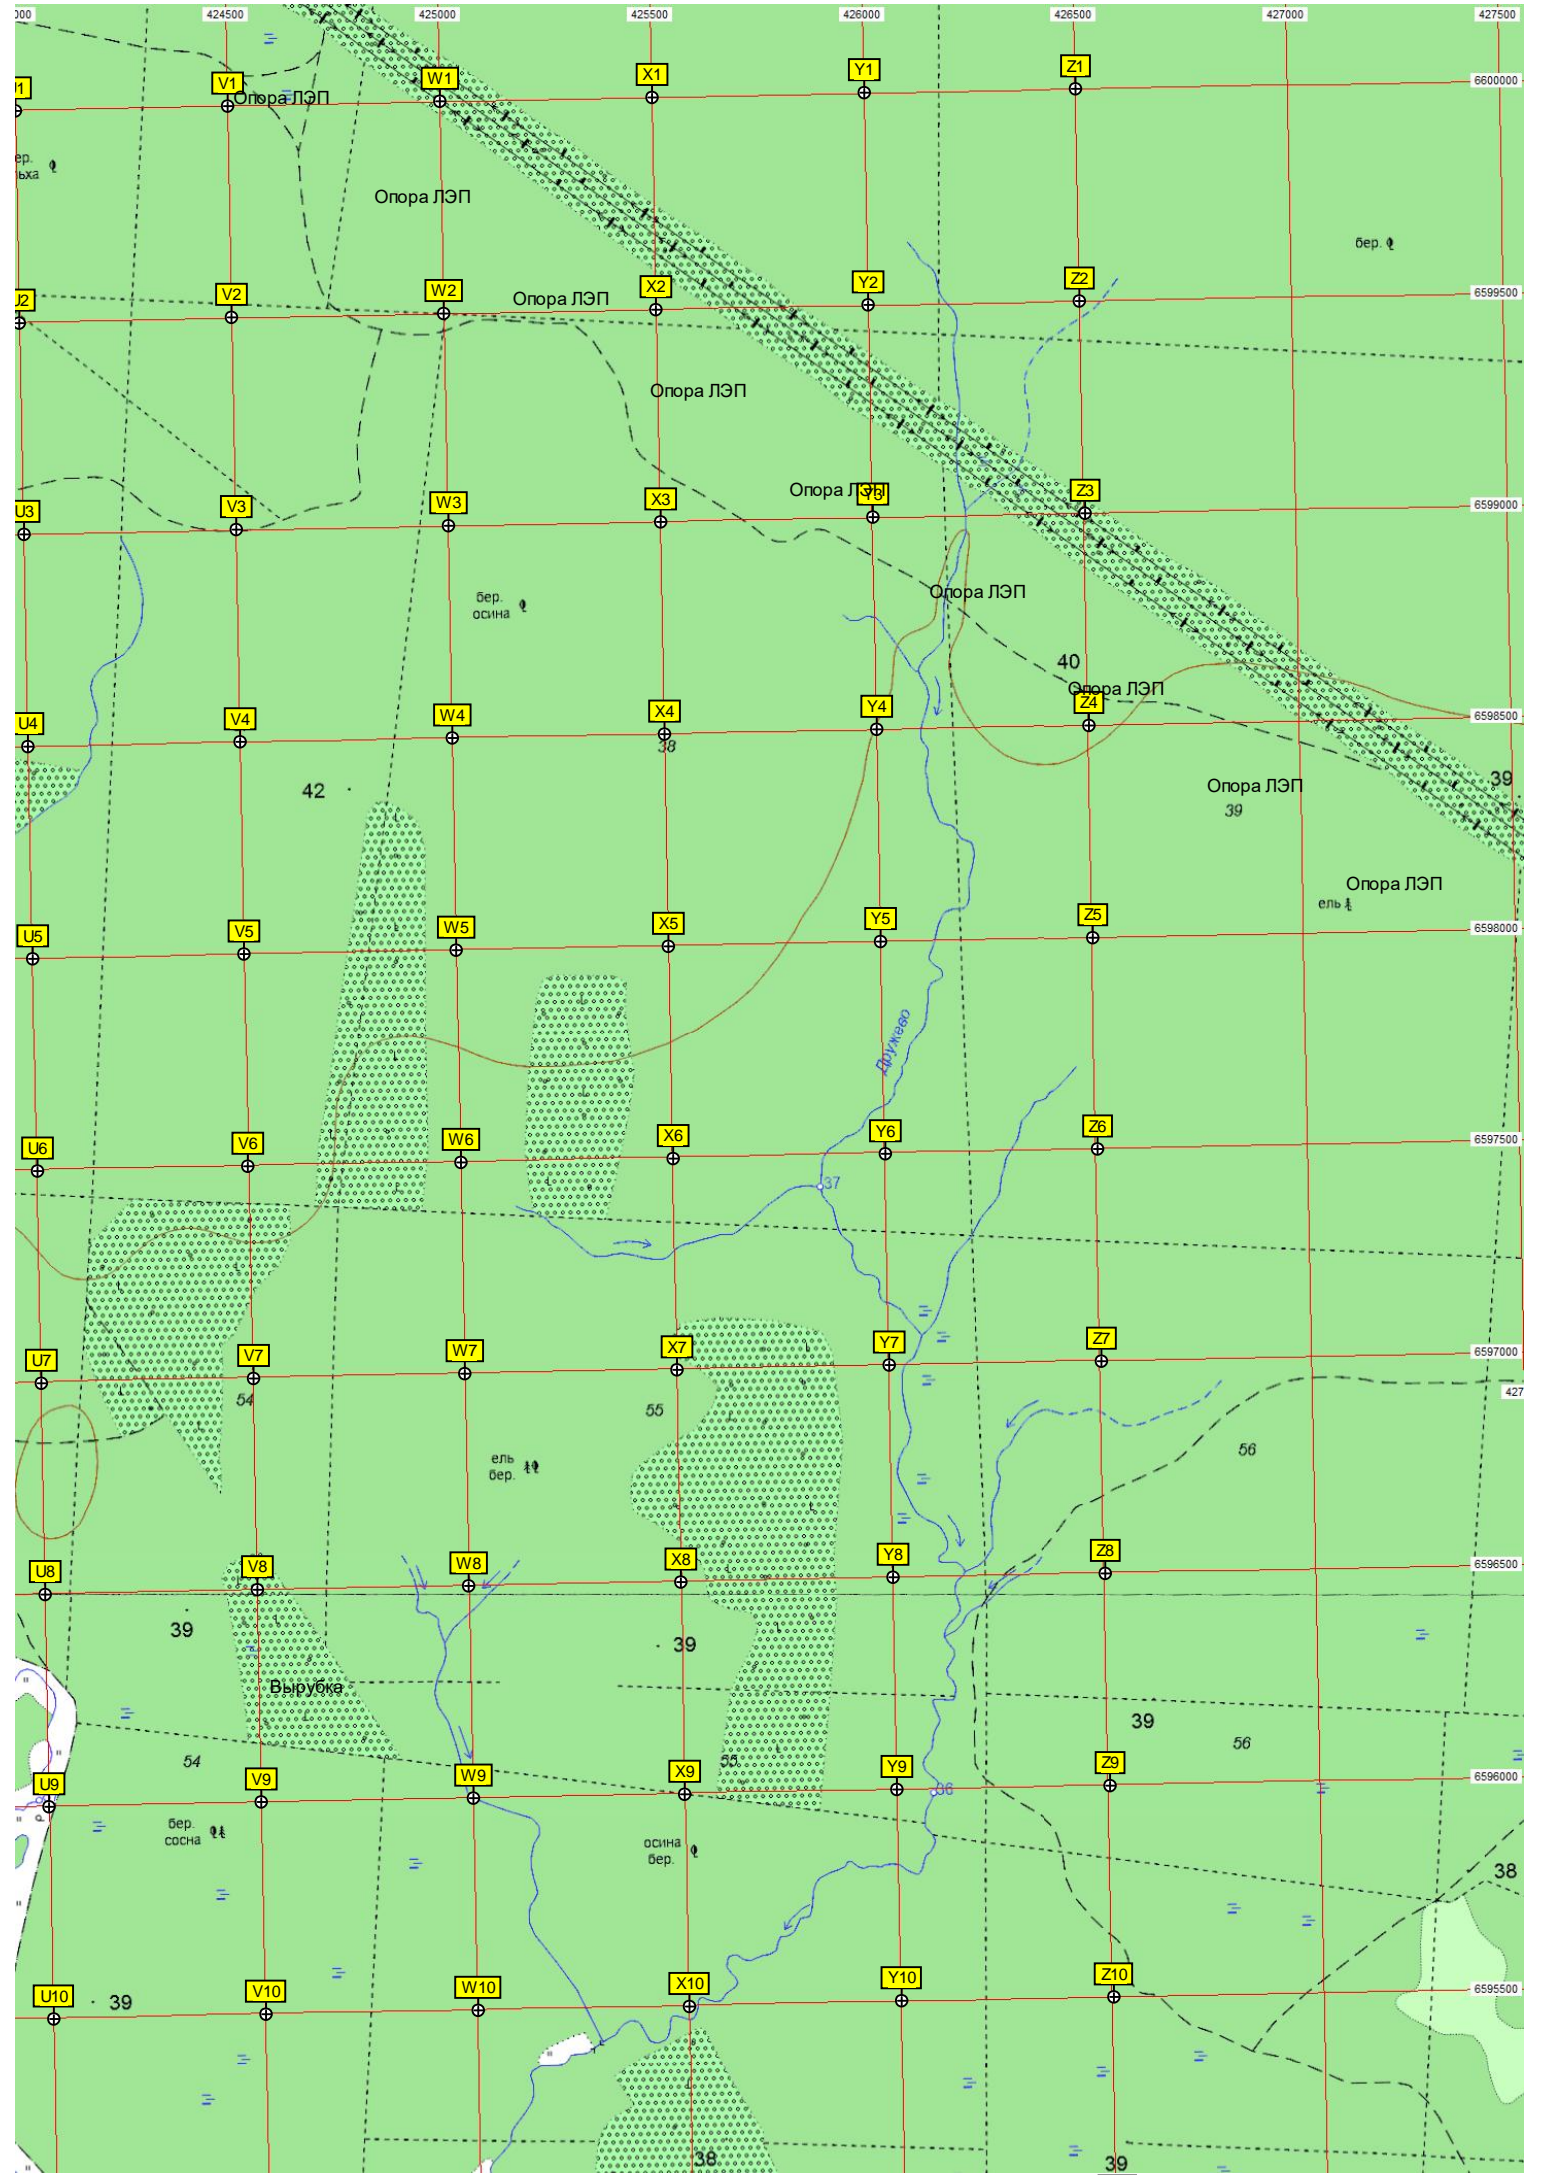 424500 425000 425500 426000 426500 427000 427500
V1 W1 X1 Y1 Z1
6600000
Опора ЛЭП
Опора ЛЭП
бер.
V2 W2 X2 Y2 Z2
6599500
Опора ЛЭП
Опора ЛЭП
U3 V3 W3 X3 Y3 Z3
6599000
Опора ЛЭП
Опора ЛЭП
бер.
осина
40
Опора ЛЭП
U4 V4 W4 X4 Y4 Z4
6598500
38
42
Опора ЛЭП
39
39
Опора ЛЭП
ель
U5 V5 W5 X5 Y5 Z5
6598000
Дружево
U6 V6 W6 X6 Y6 Z6
6597500
37
U7 V7 W7 X7 Y7 Z7
6597000
427
54
55
56
ель
бер.
U8 V8 W8 X8 Y8 Z8
6596500
39
39
Вырубка
39
54
55
56
U9 V9 W9 X9 Y9 Z9
6596000
36
бер.
сосна
осина
бер.
38
U10 V10 W10 X10 Y10 Z10
6595500
39
38
39